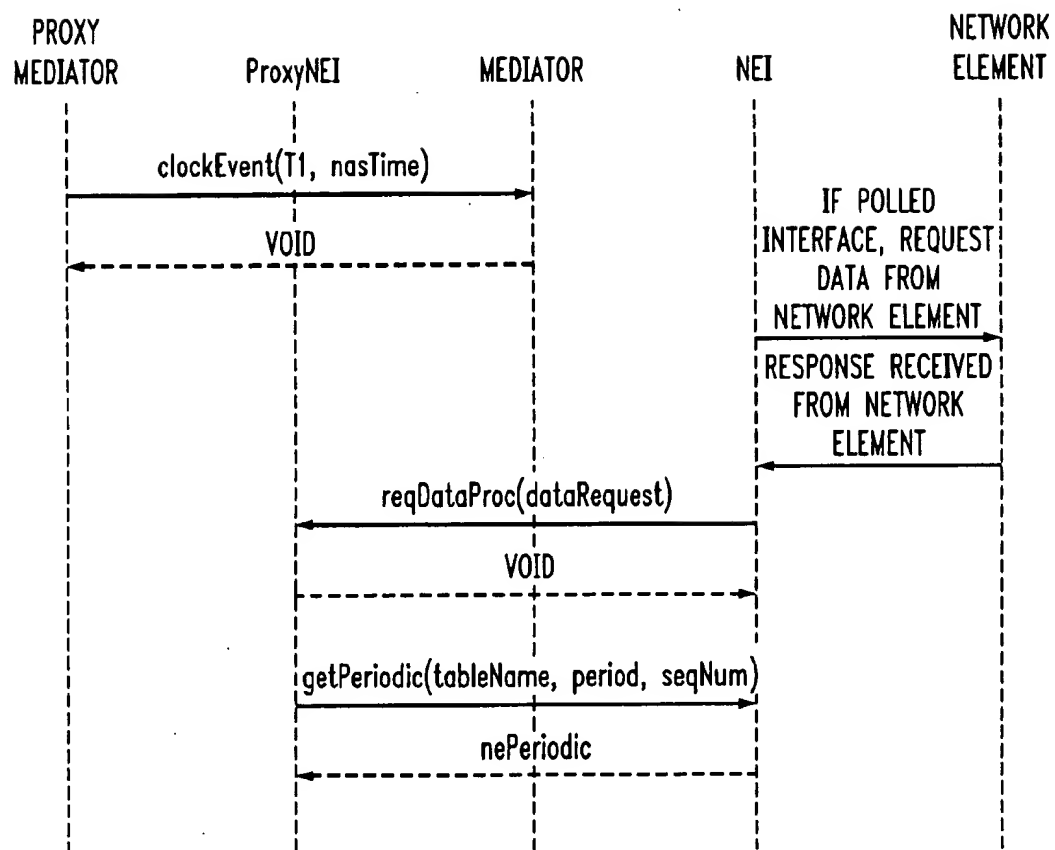 PROXY
MEDIATOR
ProxyNEI
MEDIATOR
NEI
NETWORK
ELEMENT
clockEvent(T1, nasTime)
VOID
IF POLLED
INTERFACE, REQUEST
DATA FROM
NETWORK ELEMENT
RESPONSE RECEIVED
FROM NETWORK
ELEMENT
reqDataProc(dataRequest)
VOID
getPeriodic(tableName, period, seqNum)
nePeriodic